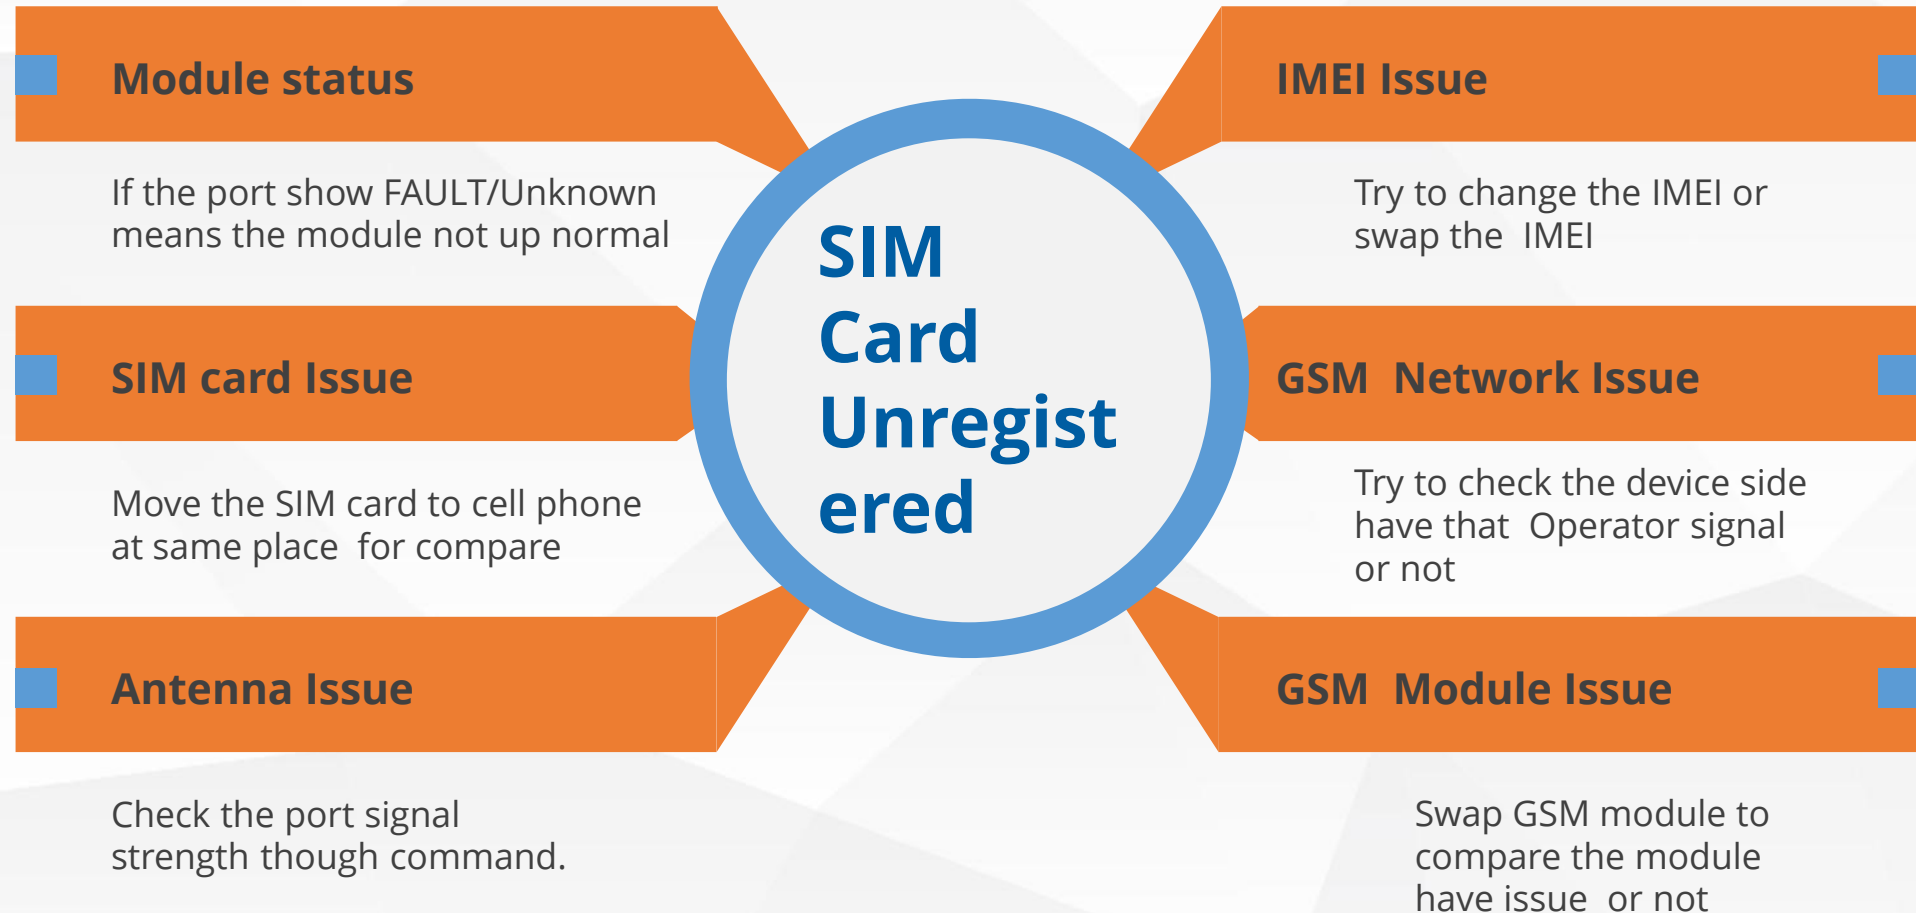 Module status
If the port show FAULT/Unknown
means the module not up normal
SIM card Issue
Move the SIM card to cell phone
at same place  for compare
Antenna Issue
Check the port signal
strength though command.
SIM
Card
Unregist
ered
IMEI Issue
Try to change the IMEI or
swap the  IMEI
GSM  Network Issue
Try to check the device side
have that  Operator signal
or not
GSM  Module Issue
Swap GSM module to
compare the module
have issue  or not